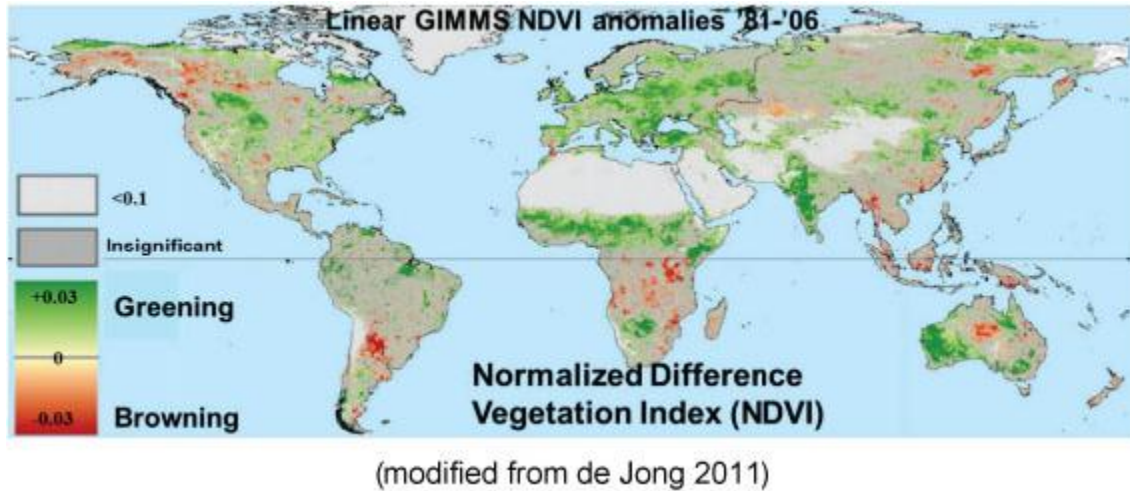 Linear GIMMS NDVI anomalies '81-'06
<0.1
Insignificant
+0.03
Greening
0
-0.03
Browning
Normalized Difference
Vegetation Index (NDVI)
(modified from de Jong 2011)